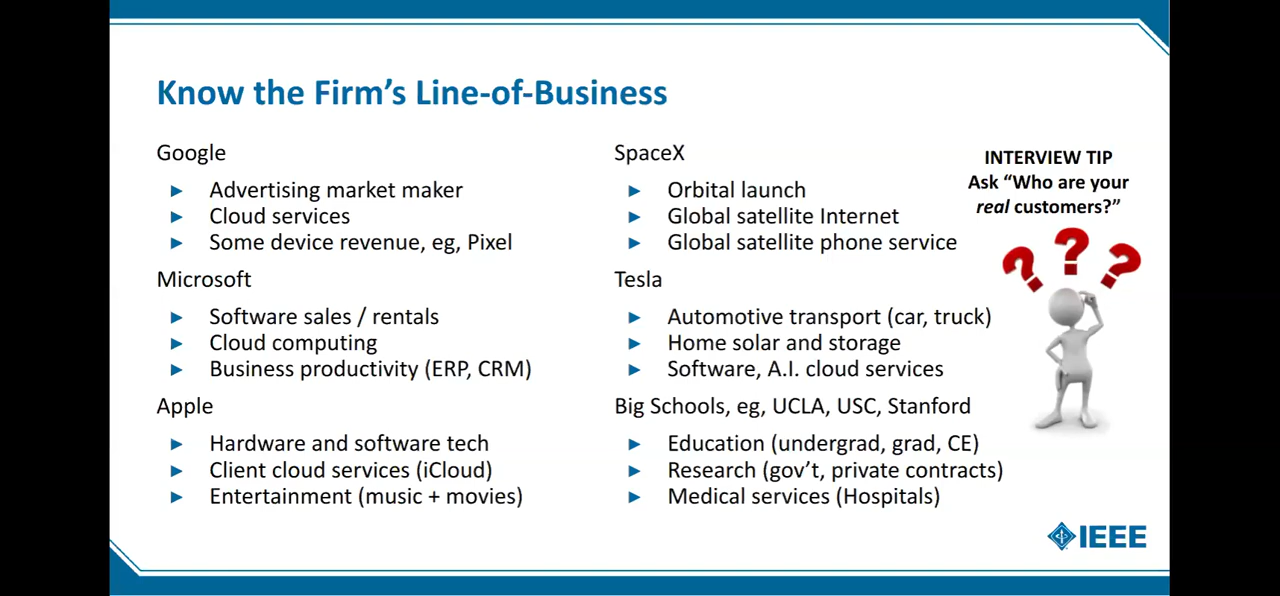 Know the Firm’s Line-of-Business
Google
Advertising market maker
Cloud services
Some device revenue, eg, Pixel
Microsoft
Software sales / rentals
Cloud computing
Business productivity (ERP, CRM)
Apple
Hardware and software tech
Client cloud services (iCloud)
Entertainment (music + movies)
SpaceX
Orbital launch
Global satellite Internet
Global satellite phone service
Tesla
Automotive transport (car, truck)
Home solar and storage
Software, A.I. cloud services
Big Schools, eg, UCLA, USC, Stanford
Education (undergrad, grad, CE)
Research (gov’t, private contracts)
Medical services (Hospitals)
INTERVIEW TIP
Ask “Who are your
real customers?”
???
IEEE